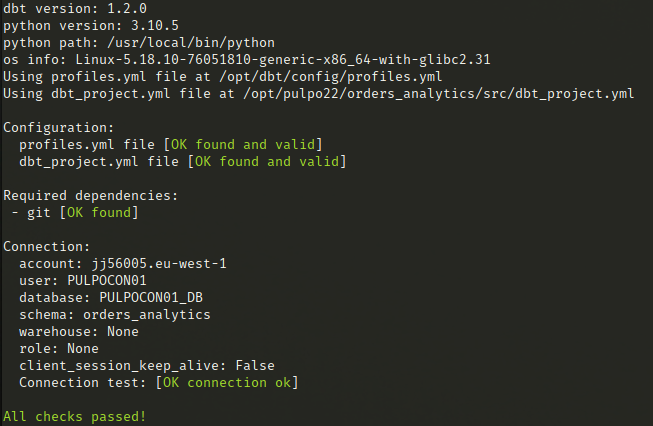 dbt version: 1.2.0
python version: 3.10.5
python path: /usr/local/bin/python
os info: Linux-5.18.10-76051810-generic-x86_64-with-glibc2.31
Using profiles.yml file at /opt/dbt/config/profiles.yml
Using dbt_project.yml file at /opt/pulpo22/orders_analytics/src/dbt_project.yml

Configuration:
  profiles.yml file [OK found and valid]
  dbt_project.yml file [OK found and valid]

Required dependencies:
 - git [OK found]

Connection:
  account: jj56005.eu-west-1
  user: PULPOCON01
  database: PULPOCON01_DB
  schema: orders_analytics
  warehouse: None
  role: None
  client_session_keep_alive: False
  Connection test: [OK connection ok]

All checks passed!